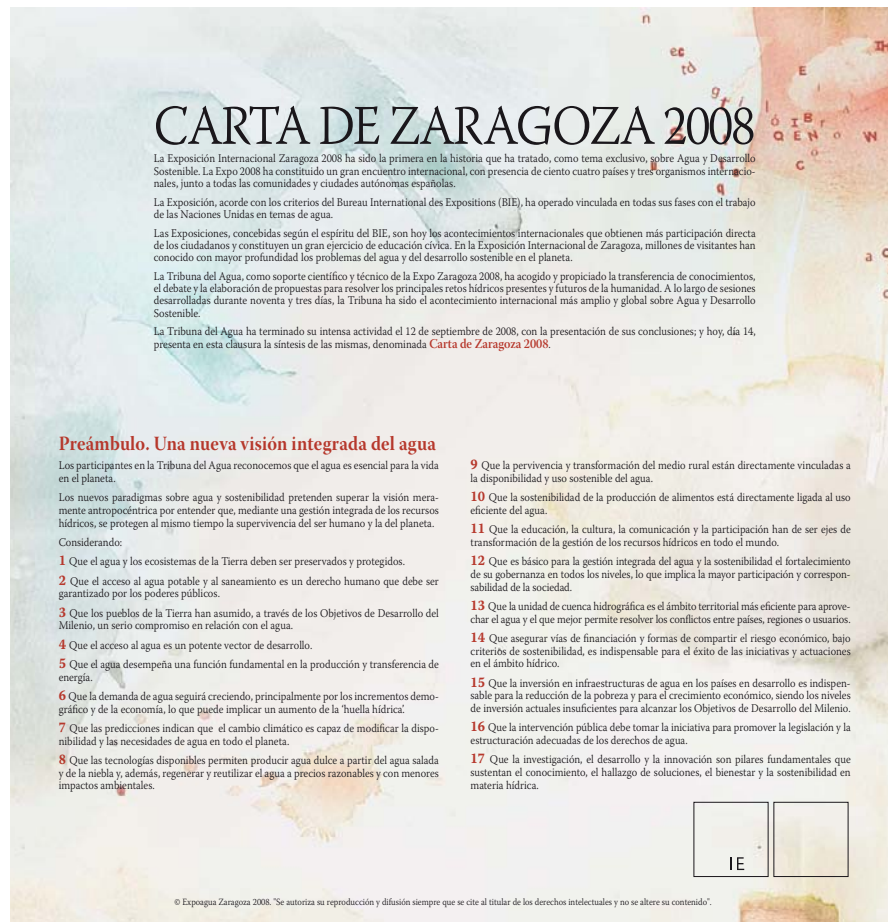 CARTA DE ZARAGOZA 2008
La Exposición Internacional Zaragoza 2008 ha sido la primera en la historia que ha tratado, como tema exclusivo, sobre Agua y Desarrollo
Sostenible. La Expo 2008 ha constituido un gran encuentro internacional, con presencia de ciento cuatro países y tres organismos internacio-
nales, junto a todas las comunidades y ciudades autónomas españolas.
La Exposición, acorde con los criterios del Bureau International des Expositions (BIE), ha operado vinculada en todas sus fases con el trabajo
de las Naciones Unidas en temas de agua.
Las Exposiciones, concebidas según el espíritu del BIE, son hoy los acontecimientos internacionales que obtienen más participación directa
de los ciudadanos y constituyen un gran ejercicio de educación cívica. En la Exposición Internacional de Zaragoza, millones de visitantes han
conocido con mayor profundidad los problemas del agua y del desarrollo sostenible en el planeta.
La Tribuna del Agua, como soporte científico y técnico de la Expo Zaragoza 2008, ha acogido y propiciado la transferencia de conocimientos,
el debate y la elaboración de propuestas para resolver los principales retos hídricos presentes y futuros de la humanidad. A lo largo de sesiones
desarrolladas durante noventa y tres días, la Tribuna ha sido el acontecimiento internacional más amplio y global sobre Agua y Desarrollo
Sostenible.
La Tribuna del Agua ha terminado su intensa actividad el 12 de septiembre de 2008, con la presentación de sus conclusiones; y hoy, día 14,
presenta en esta clausura la síntesis de las mismas, denominada Carta de Zaragoza 2008.
Preámbulo. Una nueva visión integrada del agua
Los participantes en la Tribuna del Agua reconocemos que el agua es esencial para la vida
en el planeta.
Los nuevos paradigmas sobre agua y sostenibilidad pretenden superar la visión mera-
mente antropocéntrica por entender que, mediante una gestión integrada de los recursos
hídricos, se protegen al mismo tiempo la supervivencia del ser humano y la del planeta.
Considerando:
1 Que el agua y los ecosistemas de la Tierra deben ser preservados y protegidos.
2 Que el acceso al agua potable y al saneamiento es un derecho humano que debe ser
garantizado por los poderes públicos.
3 Que los pueblos de la Tierra han asumido, a través de los Objetivos de Desarrollo del
Milenio, un serio compromiso en relación con el agua.
4 Que el acceso al agua es un potente vector de desarrollo.
5 Que el agua desempeña una función fundamental en la producción y transferencia de
energía.
6 Que la demanda de agua seguirá creciendo, principalmente por los incrementos demo-
gráfico y de la economía, lo que puede implicar un aumento de la 'huella hídrica'.
7 Que las predicciones indican que el cambio climático es capaz de modificar la dispo-
nibilidad y las necesidades de agua en todo el planeta.
8 Que las tecnologías disponibles permiten producir agua dulce a partir del agua salada
y de la niebla y, además, regenerar y reutilizar el agua a precios razonables y con menores
impactos ambientales.
9 Que la pervivencia y transformación del medio rural están directamente vinculadas a
la disponibilidad y uso sostenible del agua.
10 Que la sostenibilidad de la producción de alimentos está directamente ligada al uso
eficiente del agua.
11 Que la educación, la cultura, la comunicación y la participación han de ser ejes de
transformación de la gestión de los recursos hídricos en todo el mundo.
12 Que es básico para la gestión integrada del agua y la sostenibilidad el fortalecimiento
de su gobernanza en todos los niveles, lo que implica la mayor participación y correspon-
sabilidad de la sociedad.
13 Que la unidad de cuenca hidrográfica es el ámbito territorial más eficiente para aprove-
char el agua y el que mejor permite resolver los conflictos entre países, regiones o usuarios.
14 Que asegurar vías de financiación y formas de compartir el riesgo económico, bajo
criterios de sostenibilidad, es indispensable para el éxito de las iniciativas y actuaciones
en el ámbito hídrico.
15 Que la inversión en infraestructuras de agua en los países en desarrollo es indispen-
sable para la reducción de la pobreza y para el crecimiento económico, siendo los niveles
de inversión actuales insuficientes para alcanzar los Objetivos de Desarrollo del Milenio.
16 Que la intervención pública debe tomar la iniciativa para promover la legislación y la
estructuración adecuadas de los derechos de agua.
17 Que la investigación, el desarrollo y la innovación son pilares fundamentales que
sustentan el conocimiento, el hallazgo de soluciones, el bienestar y la sostenibilidad en
materia hídrica.
IE
© Expoagua Zaragoza 2008. "Se autoriza su reproducción y difusión siempre que se cite al titular de los derechos intelectuales y no se altere su contenido".